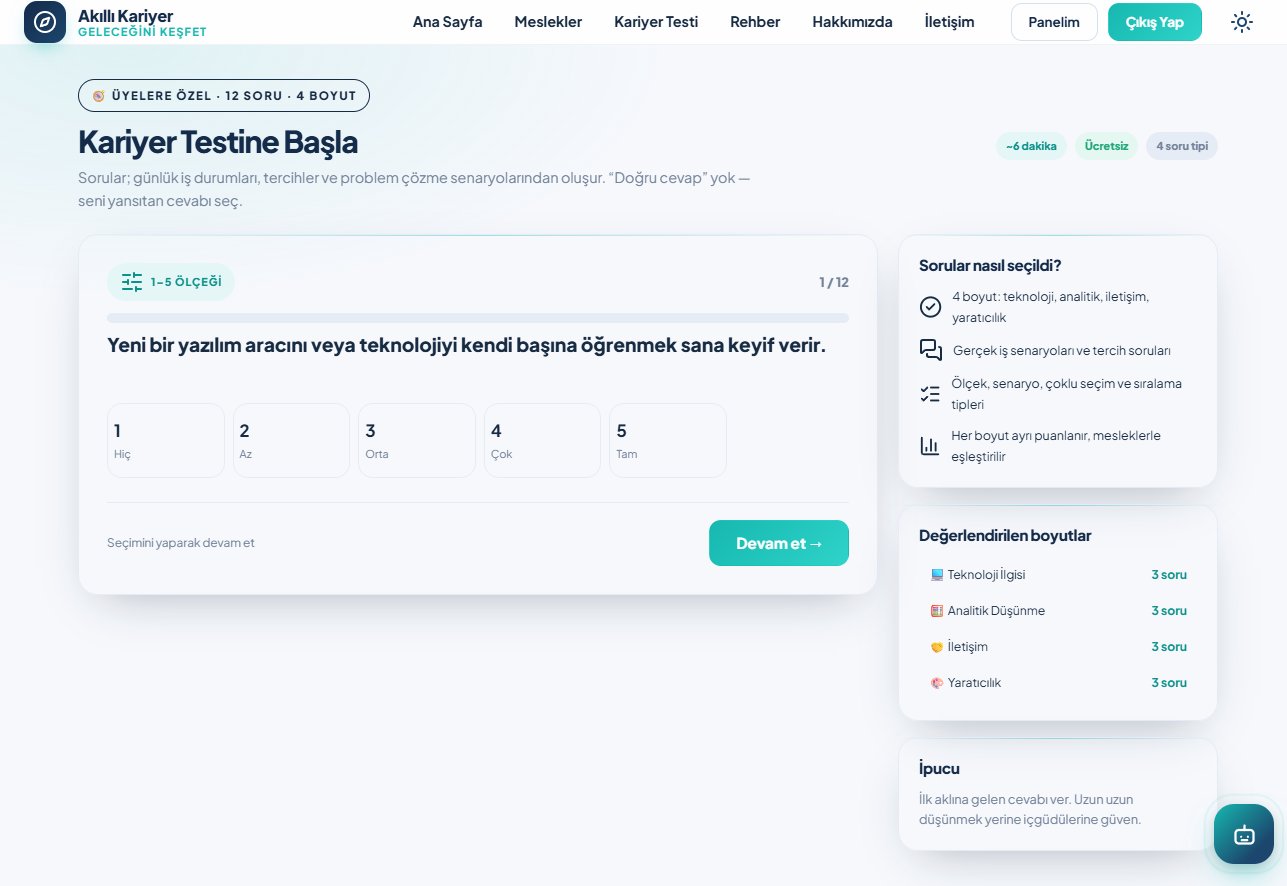 Akıllı Kariyer
GELECEĞİNİ KEŞFET
Ana Sayfa
Meslekler
Kariyer Testi
Rehber
Hakkımızda
İletişim
Panelim
Çıkış Yap
ÜYELERE ÖZEL · 12 SORU · 4 BOYUT
Kariyer Testine Başla
Sorular; günlük iş durumları, tercihler ve problem çözme senaryolarından oluşur. “Doğru cevap” yok —
seni yansıtan cevabı seç.
~6 dakika
Ücretsiz
4 soru tipi
1–5 ÖLÇEĞİ
1 / 12
Yeni bir yazılım aracını veya teknolojiyi kendi başına öğrenmek sana keyif verir.
1
Hiç
2
Az
3
Orta
4
Çok
5
Tam
Seçimini yaparak devam et
Devam et →
Sorular nasıl seçildi?
4 boyut: teknoloji, analitik, iletişim,
yaratıcılık
Gerçek iş senaryoları ve tercih soruları
Ölçek, senaryo, çoklu seçim ve sıralama
tipleri
Her boyut ayrı puanlanır, mesleklerle
eşleştirilir
Değerlendirilen boyutlar
Teknoloji İlgisi
3 soru
Analitik Düşünme
3 soru
İletişim
3 soru
Yaratıcılık
3 soru
İpucu
İlk aklına gelen cevabı ver. Uzun uzun
düşünmek yerine içgüdülerine güven.